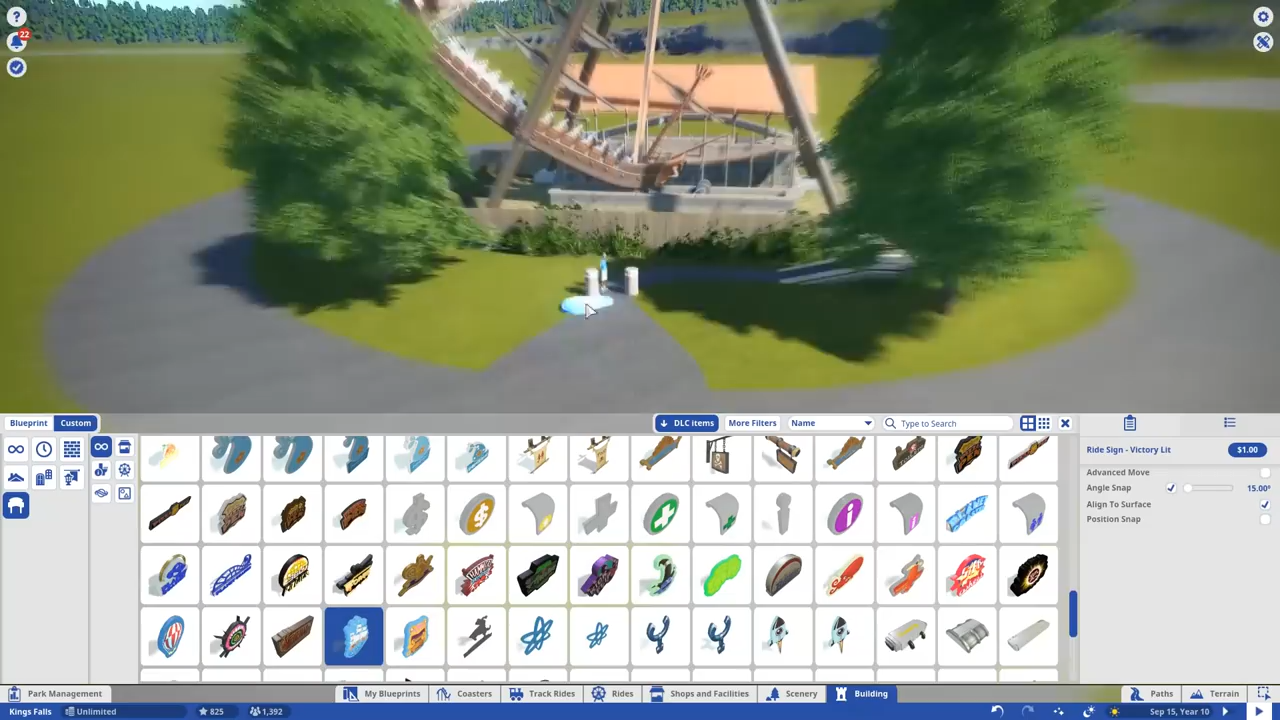 22
Blueprint Custom DLC items More Filters Name Type to Search
Ride Sign - Victory Lit $1.00
Advanced Move
Angle Snap 15.00°
Align To Surface
Position Snap
Park Management My Blueprints Coasters Track Rides Rides Shops and Facilities Scenery Building Paths Terrain
Kings Falls Unlimited 825 1,392 Sep 15, Year 10